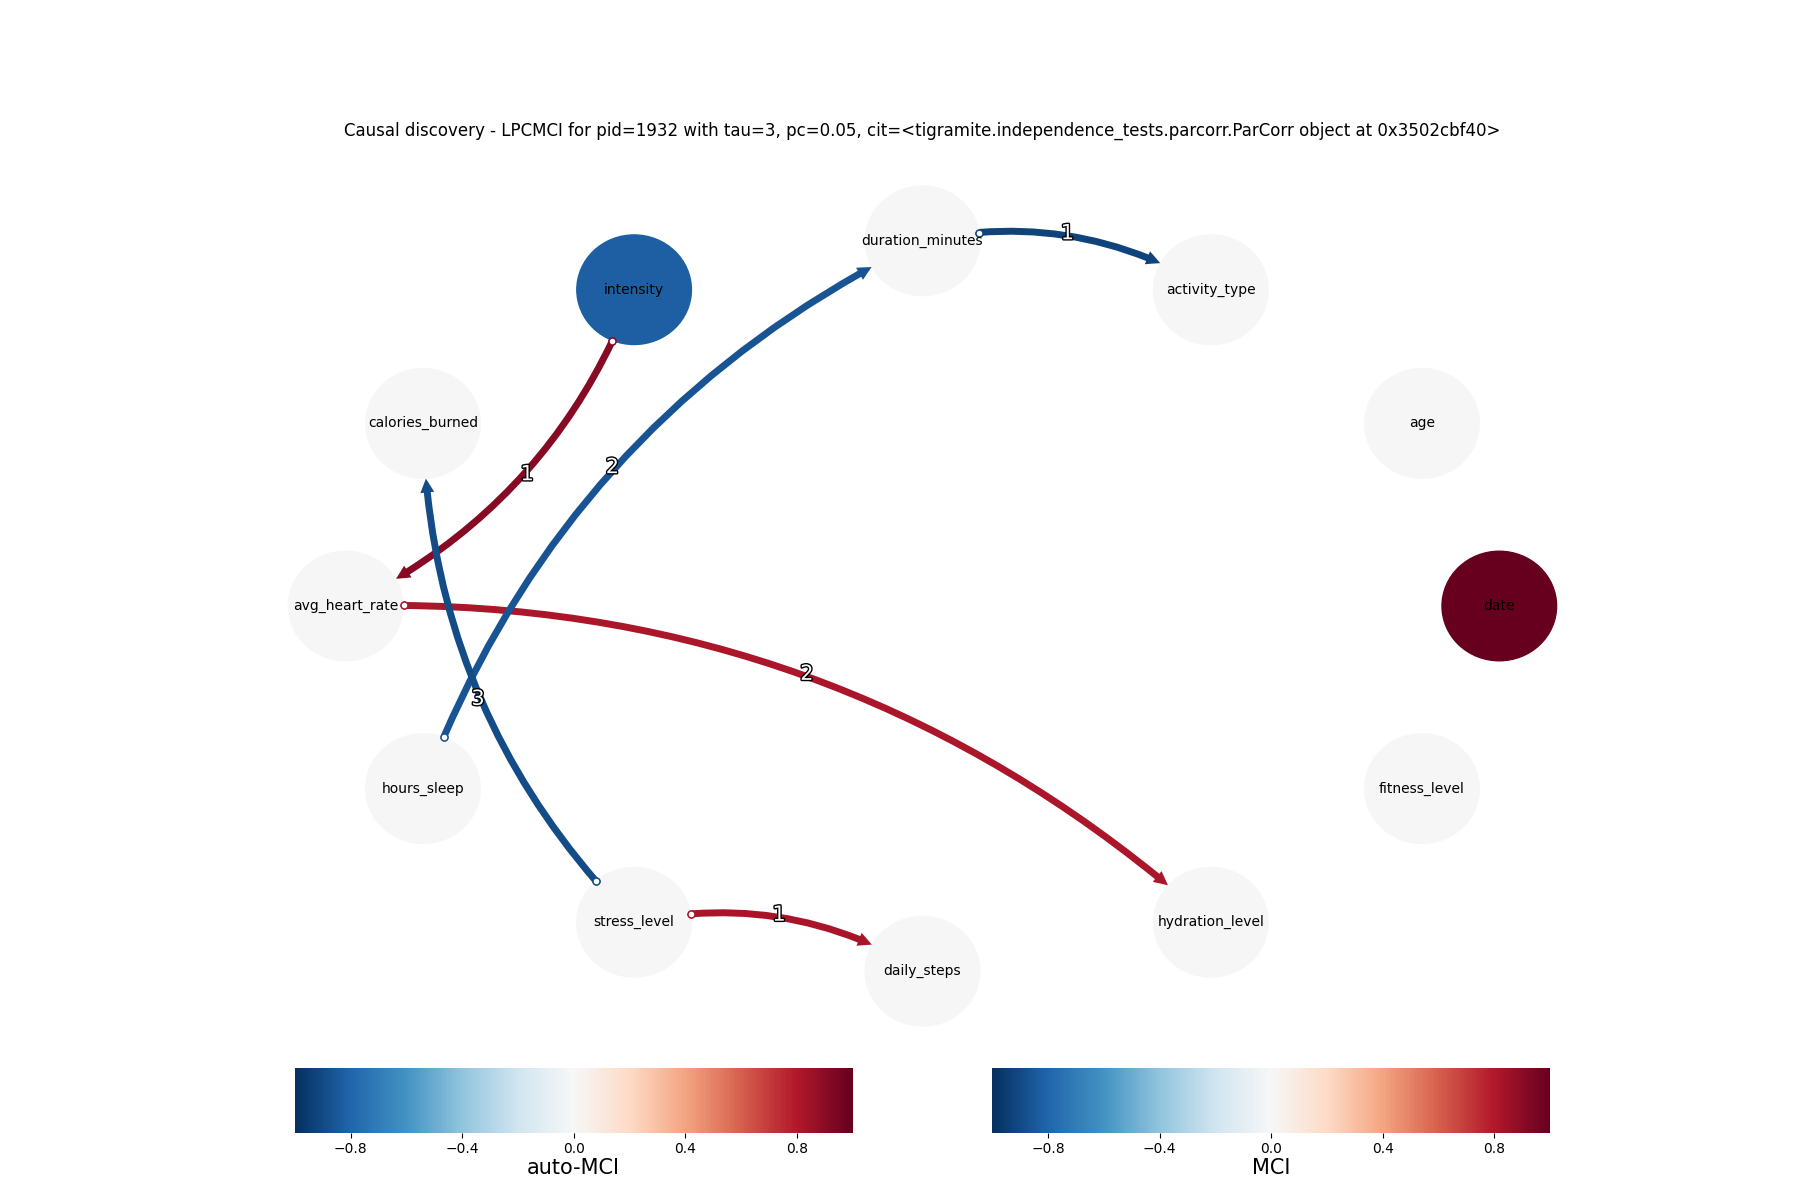 Causal discovery - LPCMCI for pid=1932 with tau=3, pc=0.05, cit=<tigramite.independence_tests.parcorr.ParCorr object at 0x3502cbf40>
duration_minutes
1
intensity
activity_type
calories_burned
age
2
1
avg_heart_rate
date
2
3
hours_sleep
fitness_level
stress_level
1
hydration_level
daily_steps
−0.8 −0.4 0.0 0.4 0.8
auto-MCI
−0.8 −0.4 0.0 0.4 0.8
MCI